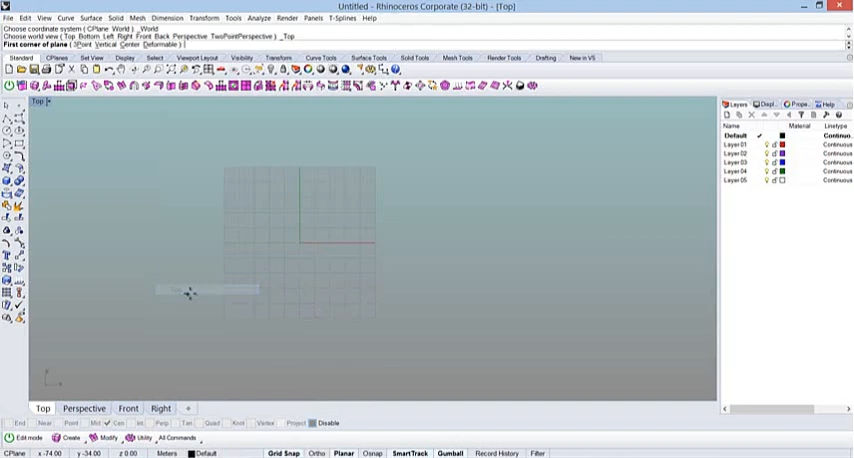 Untitled - Rhinoceros Corporate (32-bit) - [Top]
File Edit View Curve Surface Solid Mesh Dimension Transform Tools Analyze Render Panels T-Splines Help
Choose coordinate system ( CPlane World ) _World
Choose world view ( Top Bottom Left Right Front Back Perspective TwoPointPerspective ) _Top
First corner of plane ( 3Point Vertical Center Deformable )
Standard CPlanes Set View Display Select Viewport Layout Visibility Transform Curve Tools Surface Tools Solid Tools Mesh Tools Render Tools Drafting New in V5
Top
Layers Displ... Prope... Help
Name Material Linetype
Default Continuo...
Layer 01 Continuous
Layer 02 Continuous
Layer 03 Continuous
Layer 04 Continuous
Layer 05 Continuous
Top Perspective Front Right
End Near Point Mid Cen Int Perp Tan Quad Knot Vertex Project Disable
Edit mode Create Modify Utility All Commands
CPlane x -74.00 y -34.00 z 0.00 Meters Default Grid Snap Ortho Planar Osnap SmartTrack Gumball Record History Filter